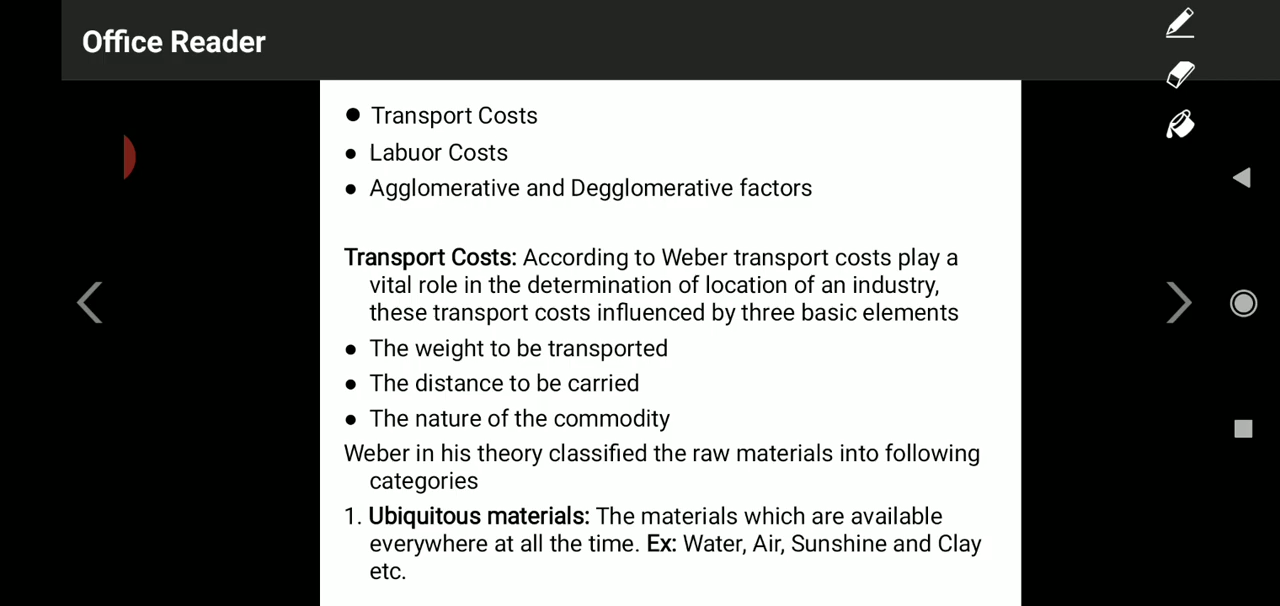 Office Reader
● Transport Costs
● Labuor Costs
● Agglomerative and Degglomerative factors
Transport Costs: According to Weber transport costs play a
vital role in the determination of location of an industry,
these transport costs influenced by three basic elements
● The weight to be transported
● The distance to be carried
● The nature of the commodity
Weber in his theory classified the raw materials into following
categories
1. Ubiquitous materials: The materials which are available
everywhere at all the time. Ex: Water, Air, Sunshine and Clay
etc.